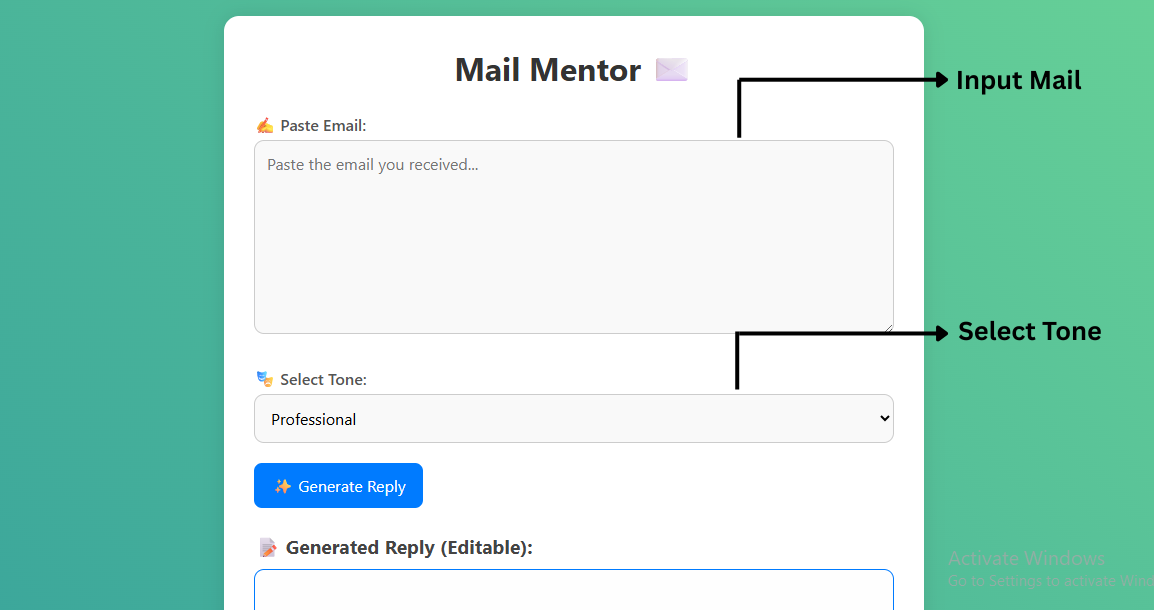 Mail Mentor
Input Mail
Paste Email:
Paste the email you received...
Select Tone
Select Tone:
Professional
Generate Reply
Generated Reply (Editable):
Activate Windows
Go to Settings to activate Wind